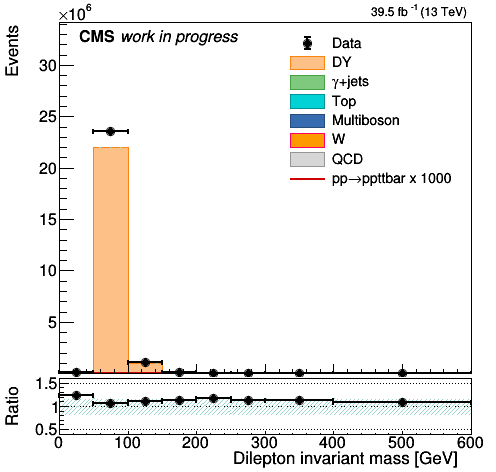 ×10⁶
39.5 fb⁻¹ (13 TeV)
Events
CMS work in progress
Data
DY
γ+jets
Top
Multiboson
W
QCD
pp→ppttbar x 1000
30
25
20
15
10
5
Ratio
1.5
1
0.5
0 100 200 300 400 500 600
Dilepton invariant mass [GeV]